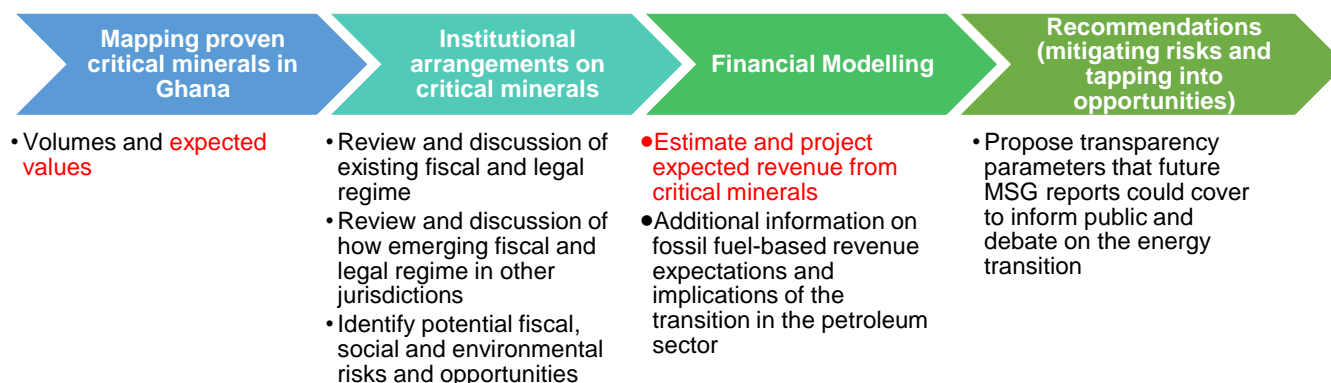 Mapping proven
critical minerals in
Ghana
• Volumes and expected
values
Institutional
arrangements on
critical minerals
• Review and discussion of
existing fiscal and legal
regime
• Review and discussion of
how emerging fiscal and
legal regime in other
jurisdictions
• Identify potential fiscal,
social and environmental
risks and opportunities
Financial Modelling
• Estimate and project
expected revenue from
critical minerals
• Additional information on
fossil fuel-based revenue
expectations and
implications of the
transition in the petroleum
sector
Recommendations
(mitigating risks and
tapping into
opportunities)
• Propose transparency
parameters that future
MSG reports could cover
to inform public and
debate on the energy
transition